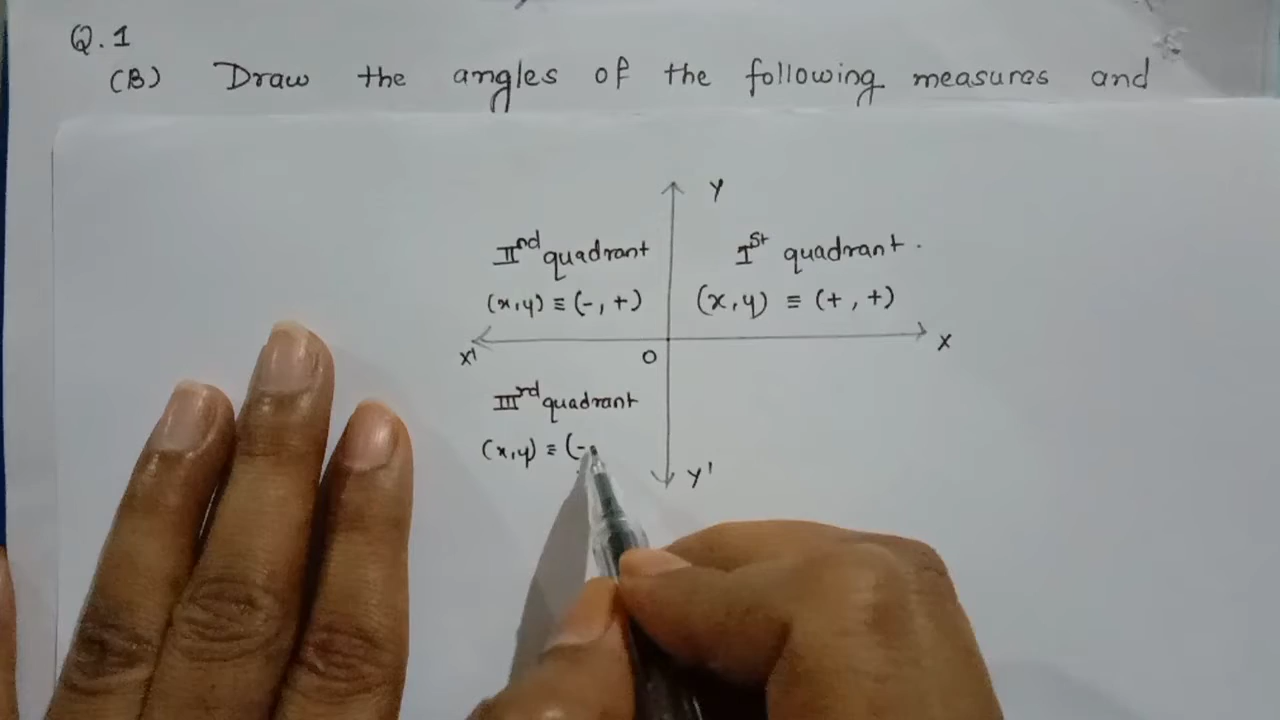 Q.1
(B) Draw the angles of the following measures and
Y
IInd quadrant
Ist quadrant.
(x,y) ≡ (-, +)
(x,y) ≡ (+, +)
X'
O
X
IIIrd quadrant
(x,y) ≡ (-
Y'